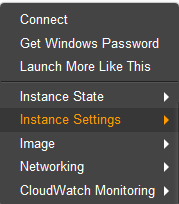 Connect
Get Windows Password
Launch More Like This
Instance State
Instance Settings
Image
Networking
CloudWatch Monitoring